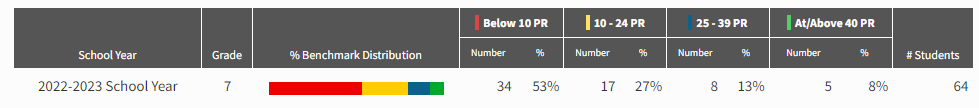 Below 10 PR 10 - 24 PR 25 - 39 PR At/Above 40 PR
School Year Grade % Benchmark Distribution Number % Number % Number % Number % # Students
2022-2023 School Year 7 34 53% 17 27% 8 13% 5 8% 64